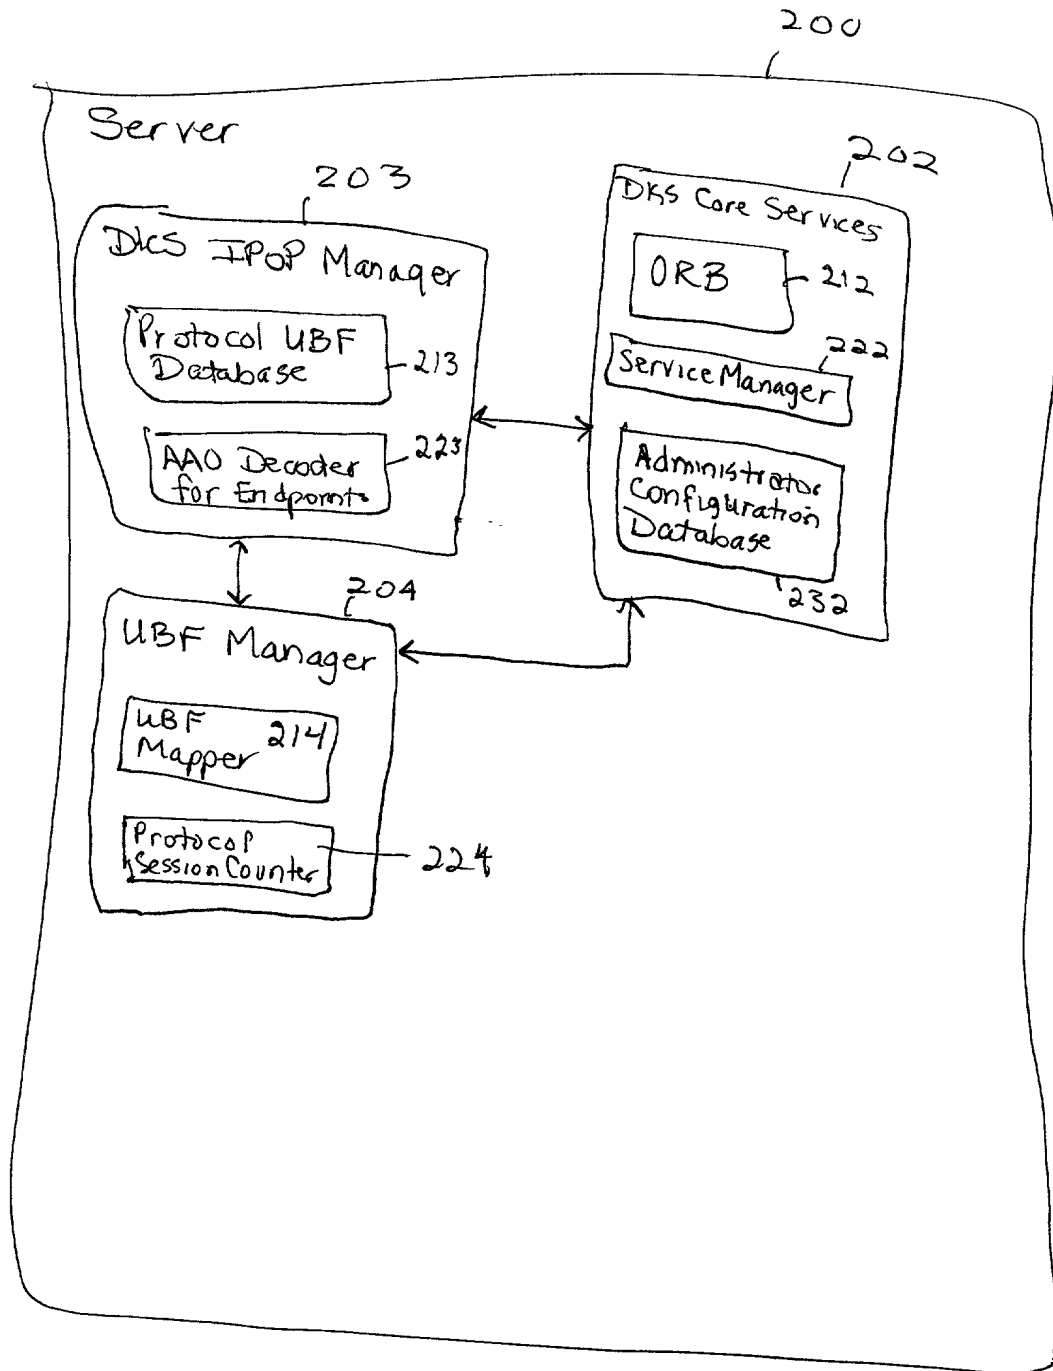 200
Server
203
DKS IPOP Manager
Protocol UBF
Database
213
AAO Decoder
for Endpoints
223
202
DKS Core Services
ORB
212
222
Service Manager
Administrator
Configuration
Database
232
204
UBF Manager
UBF
Mapper
214
Protocol
Session Counter
224